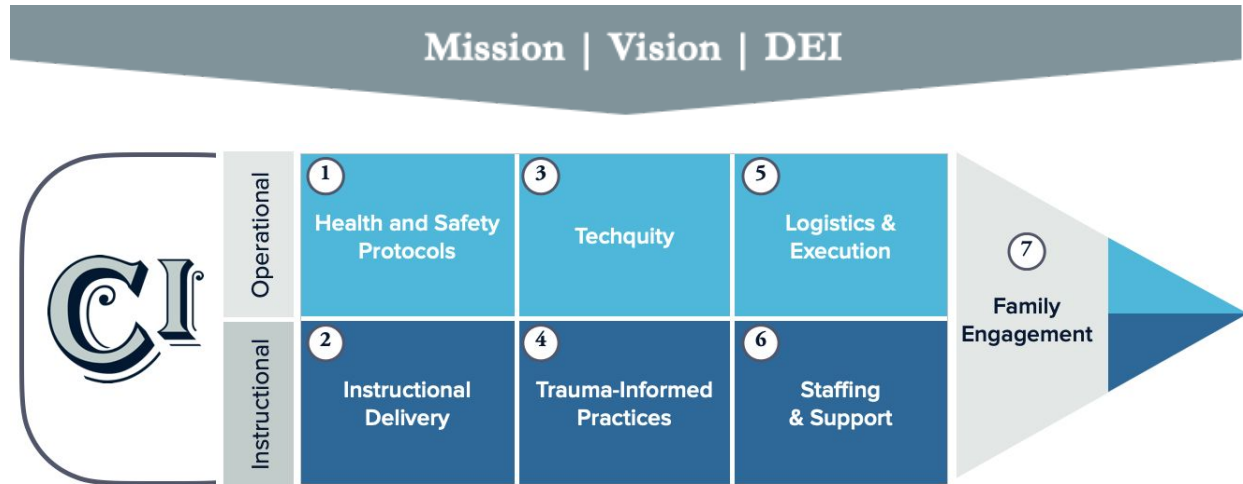 Mission | Vision | DEI
CI
Operational
1
Health and Safety
Protocols
3
Techquity
5
Logistics &
Execution
Instructional
2
Instructional
Delivery
4
Trauma-Informed
Practices
6
Staffing
& Support
7
Family
Engagement